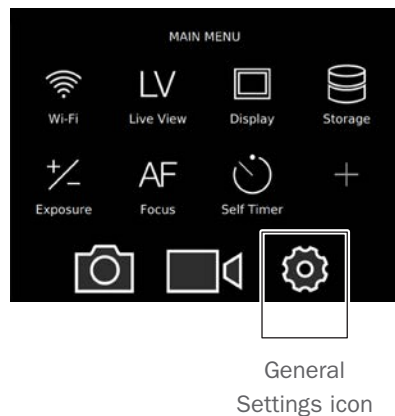 MAIN MENU
LV
Wi-Fi
Live View
Display
Storage
AF
Exposure
Focus
Self Timer
General
Settings icon